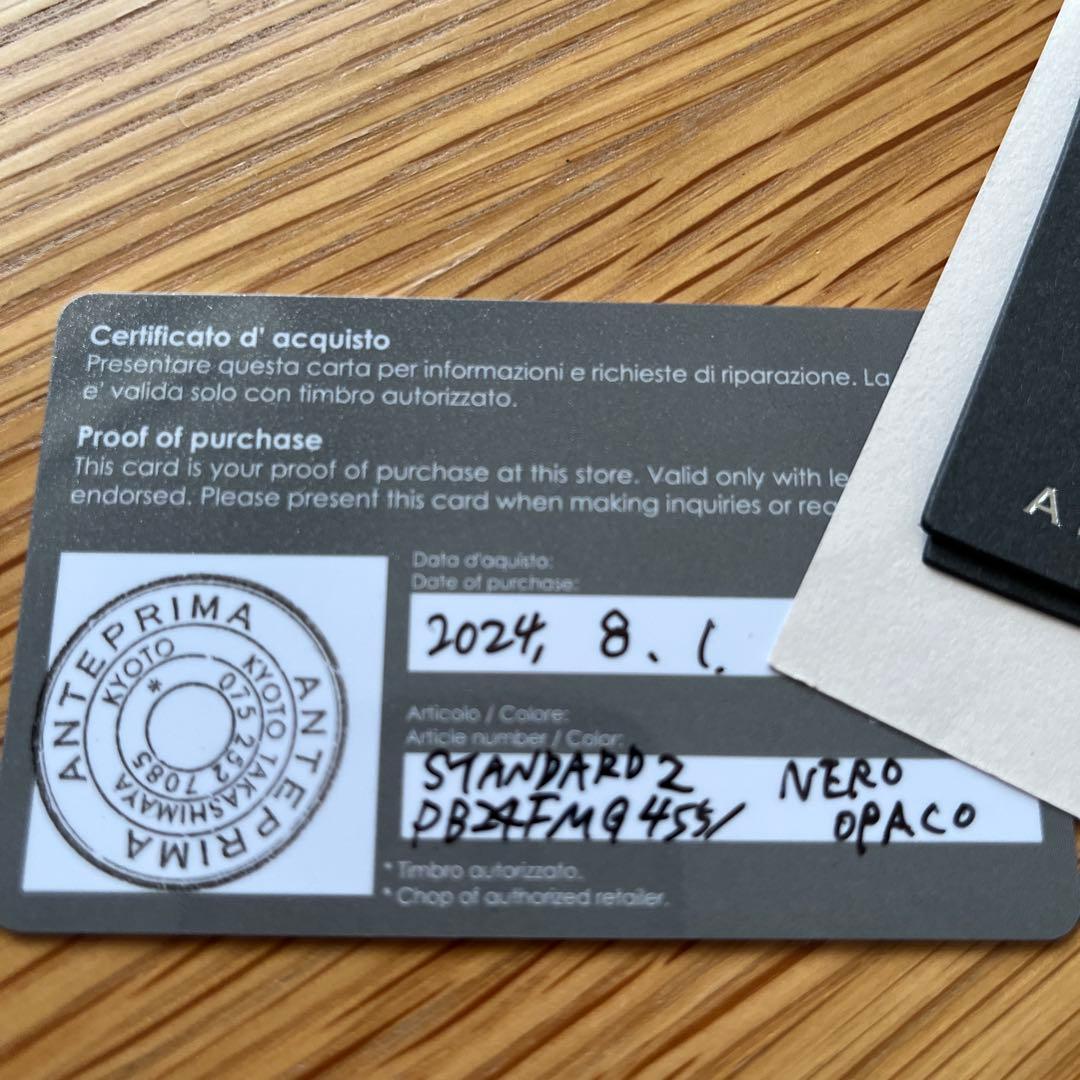 Certificato d' acquisto
Presentare questa carta per informazioni e richieste di riparazione. La
e' valida solo con timbro autorizzato.
Proof of purchase
This card is your proof of purchase at this store. Valid only with
endorsed. Please present this card when making inquiries or
Data d'aquisto:
Date of purchase:
2024, 8. 1.
Articolo / Colore:
Article number / Color:
STANDARD2 NERO
OPACO
* Timbro autorizzato.
* Chop of authorized retailer.
ANTEPRIMA ANTEPRIMA
KYOTO KYOTO TAKASHIMAYA
075 252 7085 *
A